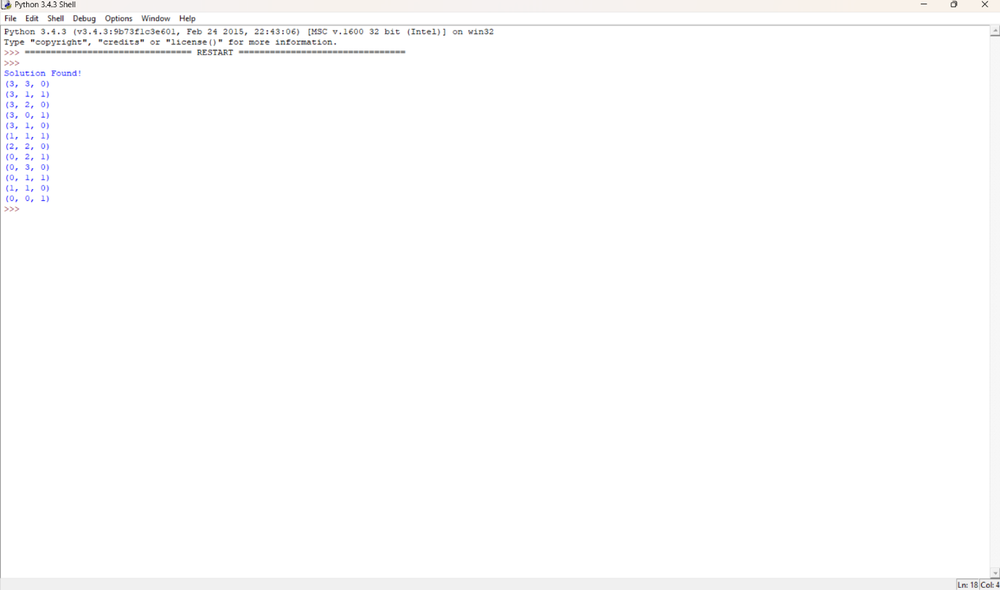 Python 3.4.3 Shell
File Edit Shell Debug Options Window Help
Python 3.4.3 (v3.4.3:9b73f1c3e601, Feb 24 2015, 22:43:06) [MSC v.1600 32 bit (Intel)] on win32
Type "copyright", "credits" or "license()" for more information.
>>> ================================ RESTART ================================
>>>
Solution Found!
(3, 3, 0)
(3, 1, 1)
(3, 2, 0)
(3, 0, 1)
(3, 1, 0)
(1, 1, 1)
(2, 2, 0)
(0, 2, 1)
(0, 3, 0)
(0, 1, 1)
(1, 1, 0)
(0, 0, 1)
>>>
Ln: 18 Col: 4